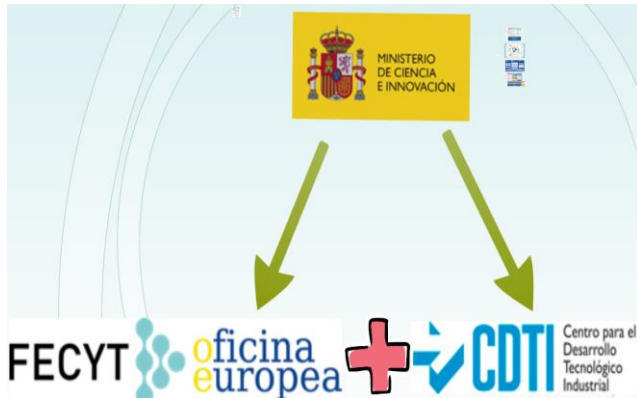 MINISTERIO
DE CIENCIA
E INNOVACIÓN
FECYT
oficina
europea
CDTI
Centro para el
Desarrollo
Tecnológico
Industrial